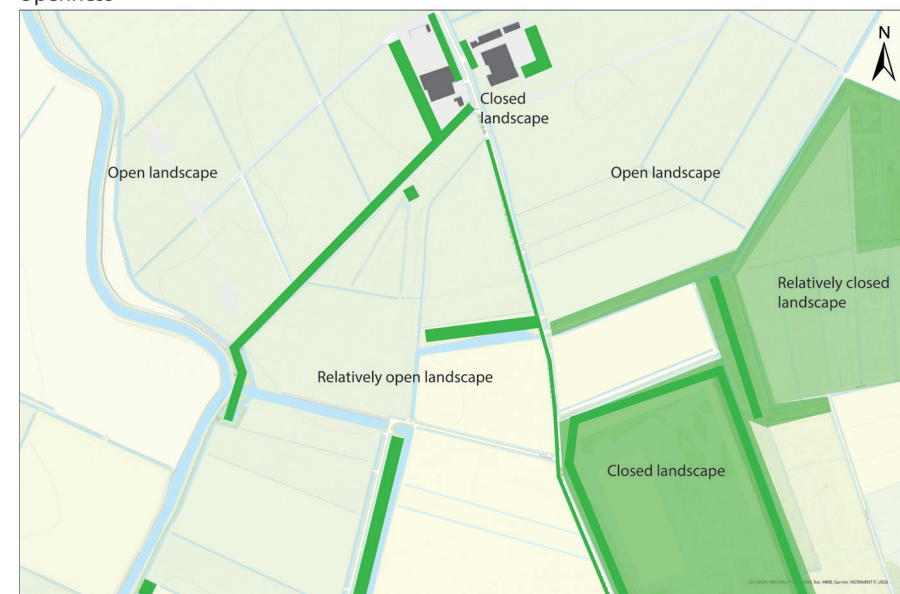 Openness
N
Closed
landscape
Open landscape
Open landscape
Relatively closed
landscape
Relatively open landscape
Closed landscape